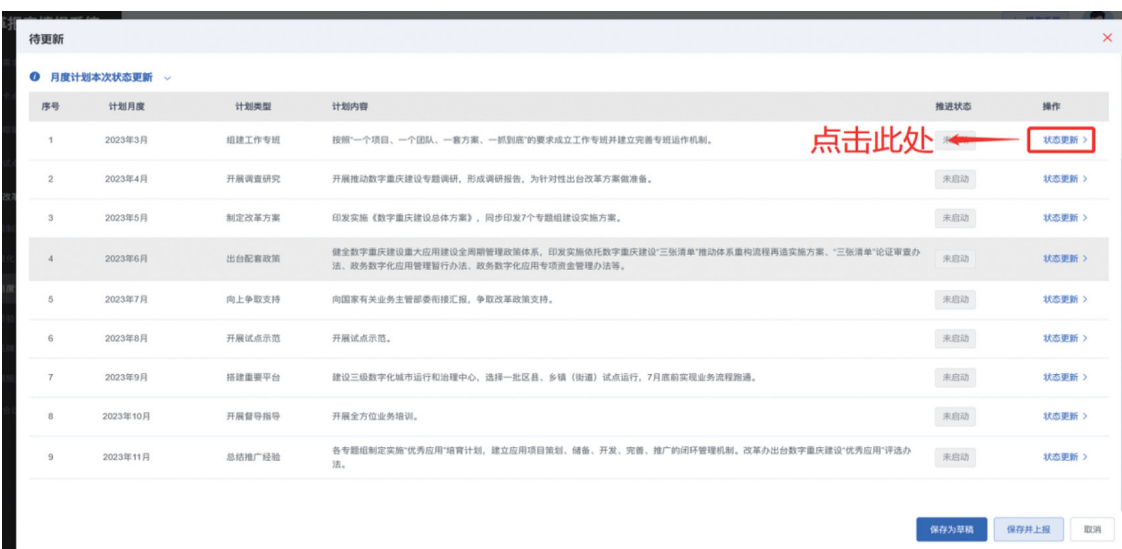 待更新
月度计划本次状态更新
序号 计划月度 计划类型 计划内容 推进状态 操作
1 2023年3月 组建工作专班 按照“一个项目、一个团队、一套方案、一抓到底”的要求成立工作专班并建立完善专班运作机制。 点击此处 状态更新 >
2 2023年4月 开展调查研究 开展推动数字重庆建设专题调研，形成调研报告，为针对性出台改革方案做准备。 未启动 状态更新 >
3 2023年5月 制定改革方案 印发实施《数字重庆建设总体方案》，同步印发7个专题组建设实施方案。 未启动 状态更新 >
4 2023年6月 出台配套政策 健全数字重庆建设重大应用建设全周期管理政策体系，印发实施依托数字重庆建设“三张清单”推动体系重构流程再造实施方案、“三张清单”论证审查办
法、政务数字化应用管理暂行办法、政务数字化应用专项资金管理办法等。 未启动 状态更新 >
5 2023年7月 向上争取支持 向国家有关业务主管部委衔接汇报，争取改革政策支持。 未启动 状态更新 >
6 2023年8月 开展试点示范 开展试点示范。 未启动 状态更新 >
7 2023年9月 搭建重要平台 建设三级数字化城市运行和治理中心，选择一批区县、乡镇（街道）试点运行，7月底前实现业务流程跑通。 未启动 状态更新 >
8 2023年10月 开展督导指导 开展全方位业务培训。 未启动 状态更新 >
9 2023年11月 总结推广经验 各专题组制定实施“优秀应用”培育计划，建立应用项目策划、储备、开发、完善、推广的闭环管理机制。改革办出台数字重庆建设“优秀应用”评选办
法。 未启动 状态更新 >
保存为草稿 保存并上报 取消